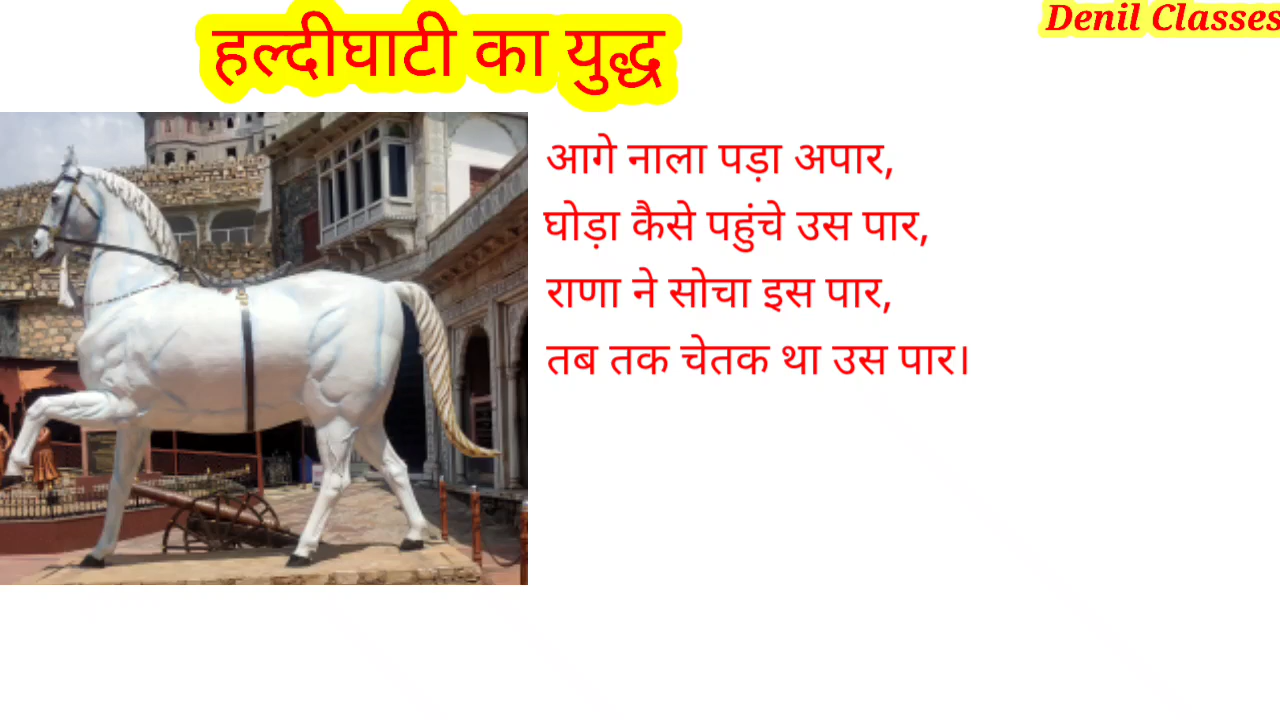 Denil Classes
हल्दीघाटी का युद्ध
आगे नाला पड़ा अपार,
घोड़ा कैसे पहुंचे उस पार,
राणा ने सोचा इस पार,
तब तक चेतक था उस पार।